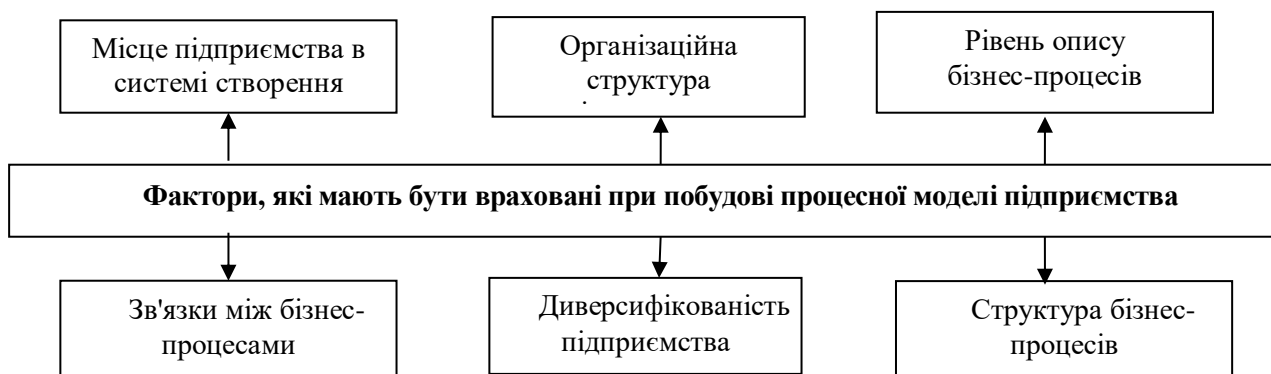 Місце підприємства в
системі створення
Організаційна
структура
Рівень опису
бізнес-процесів
Фактори, які мають бути враховані при побудові процесної моделі підприємства
Зв'язки між бізнес-
процесами
Диверсифікованість
підприємства
Структура бізнес-
процесів